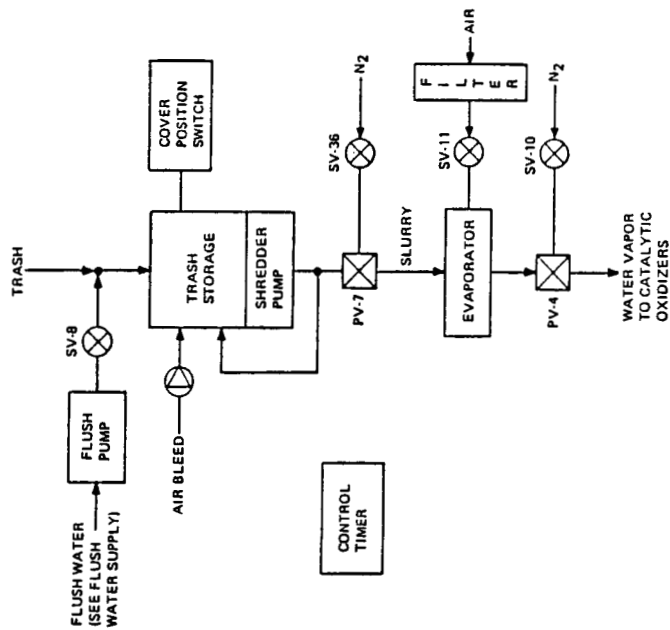 TRASH
FLUSH WATER
(SEE FLUSH
WATER SUPPLY)
FLUSH
PUMP
SV-8
AIR BLEED
TRASH
STORAGE
SHREDDER
PUMP
COVER
POSITION
SWITCH
CONTROL
TIMER
PV-7
SV-36
N2
SLURRY
EVAPORATOR
SV-11
FILTER
AIR
PV-4
SV-10
N2
WATER VAPOR
TO CATALYTIC
OXIDIZERS